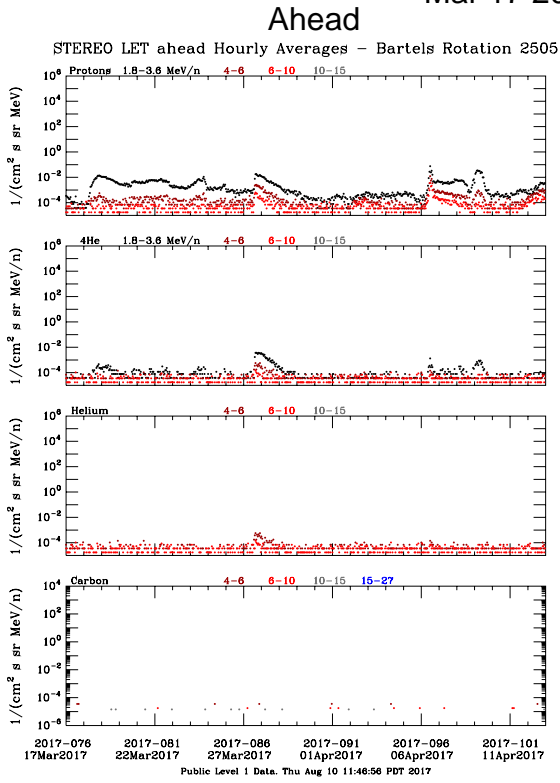 Ahead
STEREO LET ahead Hourly Averages – Bartels Rotation 2505
Protons 1.8-3.6 MeV/n 4-6 6-10 10-15
1/(cm² s sr MeV)
10⁶
10⁴
10²
10⁰
10⁻²
10⁻⁴
4He 1.8-3.6 MeV/n 4-6 6-10 10-15
1/(cm² s sr MeV/n)
10⁶
10⁴
10²
10⁰
10⁻²
10⁻⁴
Helium 4-6 6-10 10-15
1/(cm² s sr MeV/n)
10⁶
10⁴
10²
10⁰
10⁻²
10⁻⁴
Carbon 4-6 6-10 10-15 15-27
1/(cm² s sr MeV/n)
10⁴
10²
10⁰
10⁻²
10⁻⁴
10⁻⁶
2017-076 2017-081 2017-086 2017-091 2017-096 2017-101
17Mar2017 22Mar2017 27Mar2017 01Apr2017 06Apr2017 11Apr2017
Public Level 1 Data. Thu Aug 10 11:46:56 PDT 2017